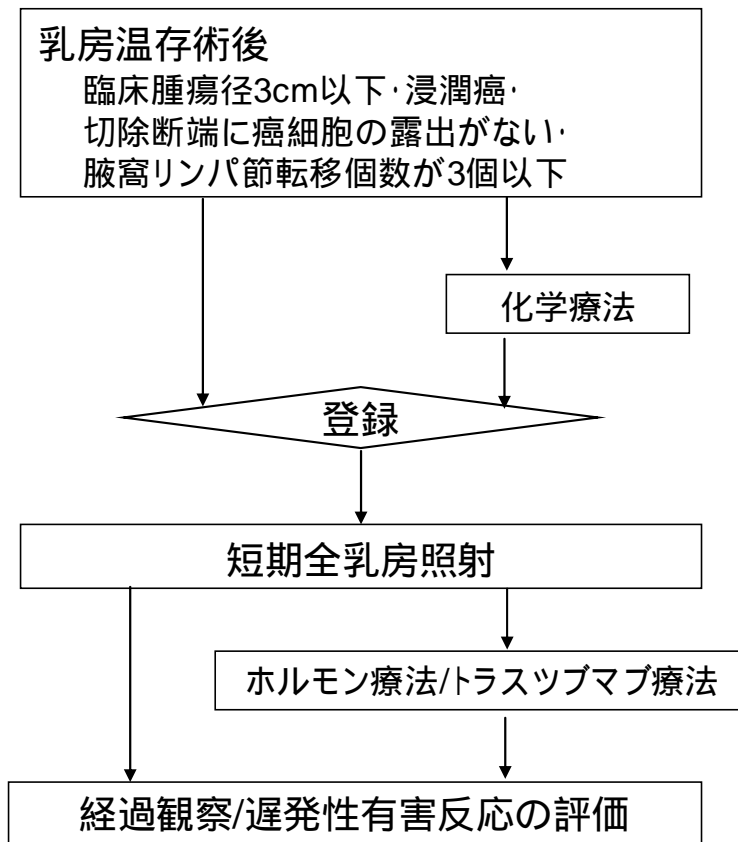 乳房温存術後
臨床腫瘍径3cm以下・浸潤癌・
切除断端に癌細胞の露出がない・
腋窩リンパ節転移個数が3個以下
化学療法
登録
短期全乳房照射
ホルモン療法/トラスツブマブ療法
経過観察/遅発性有害反応の評価